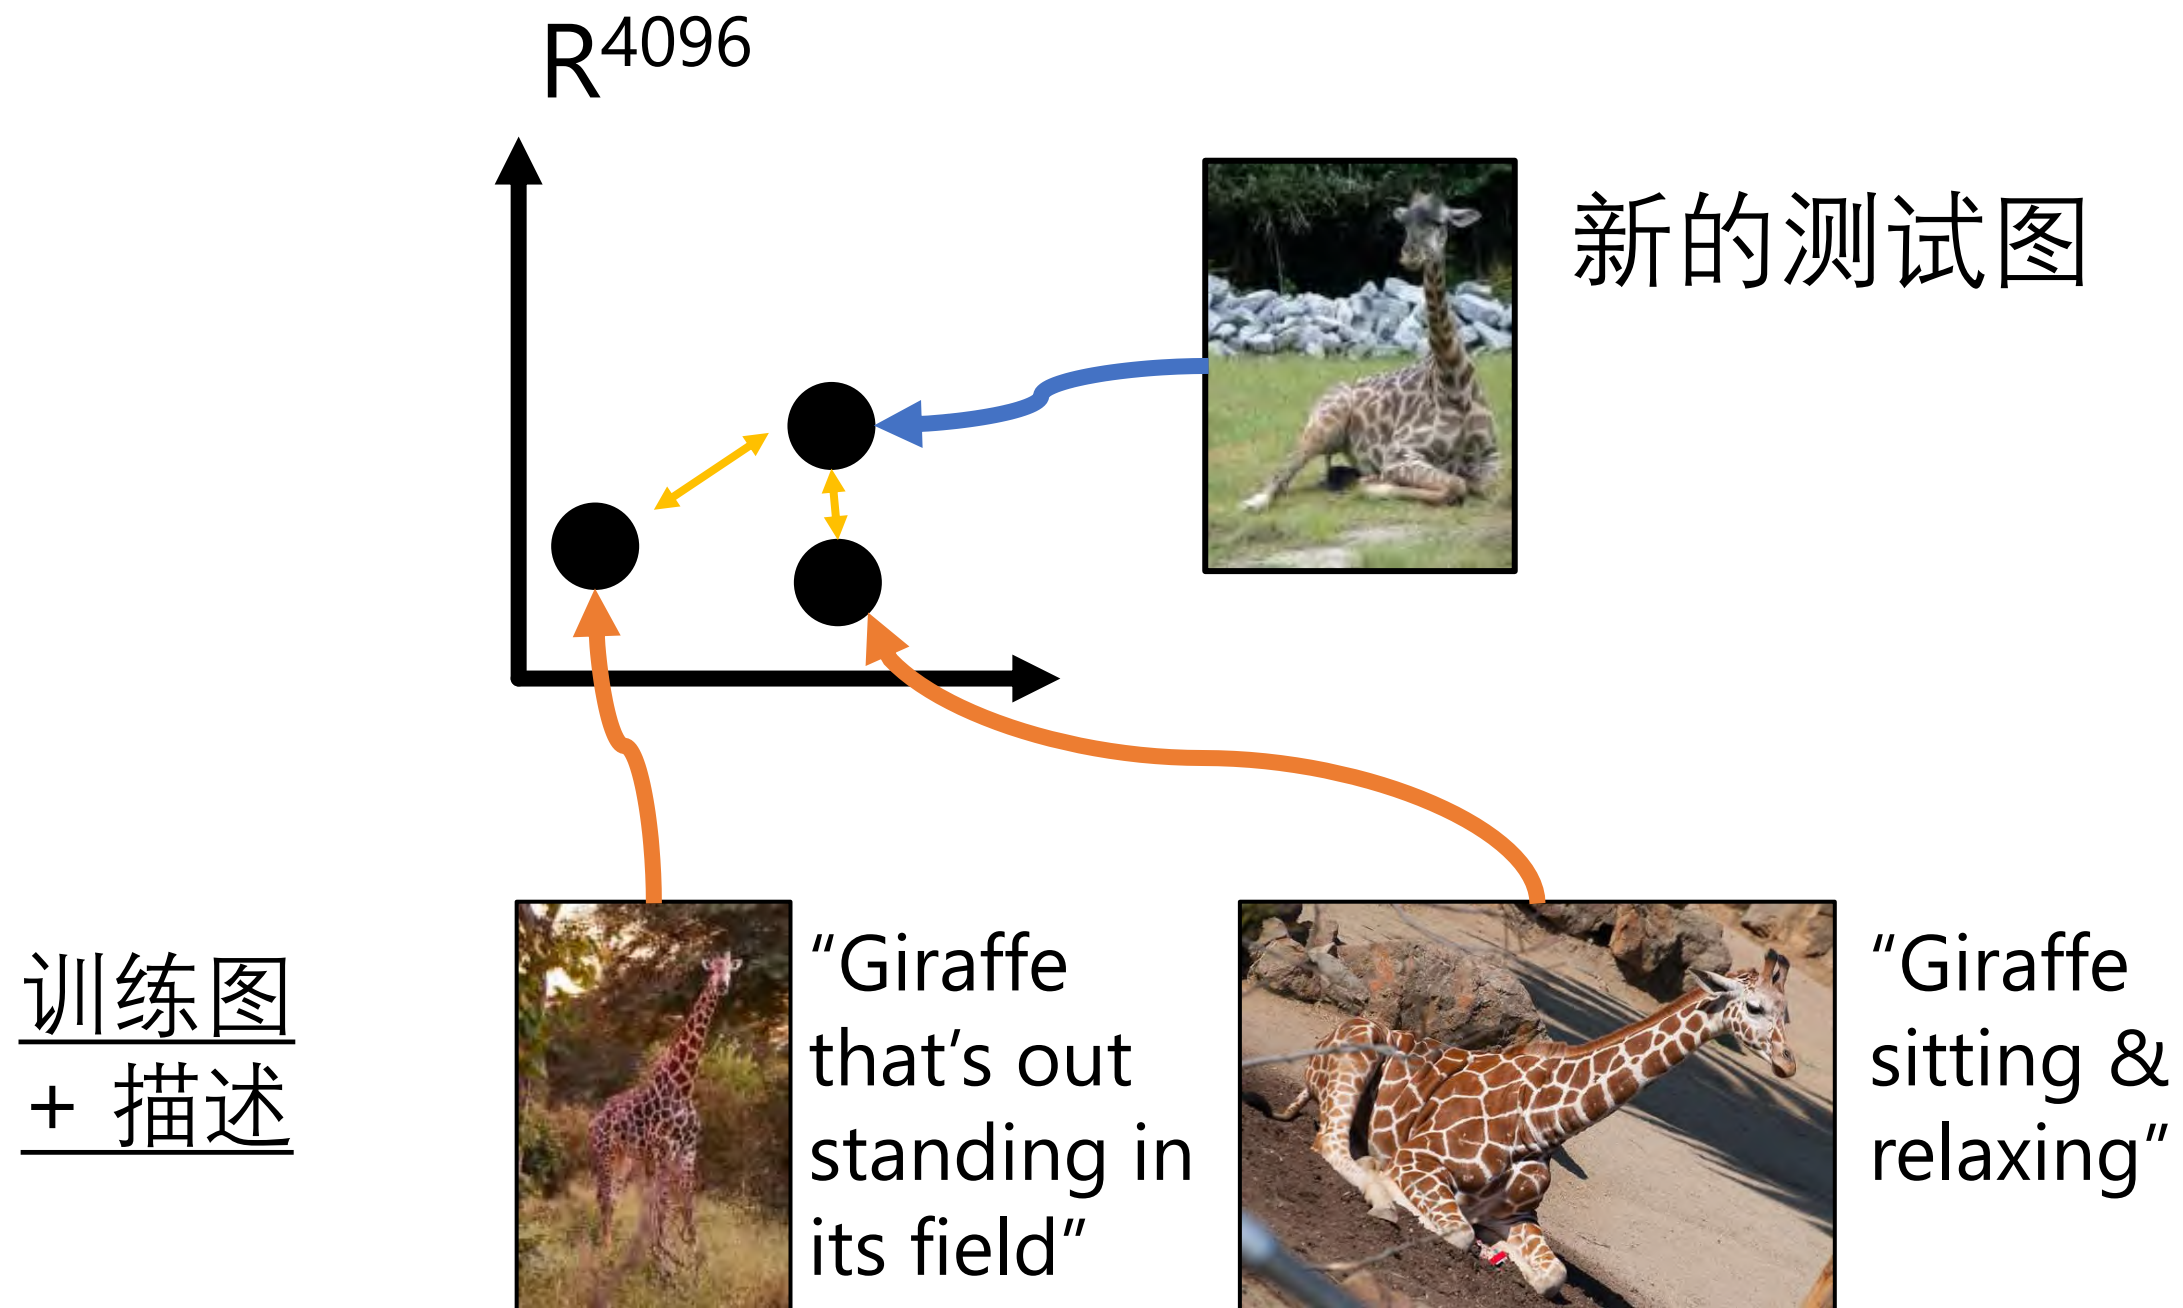 R⁴⁰⁹⁶
新的测试图
训练图
+ 描述
“Giraffe
that’s out
standing in
its field”
“Giraffe
sitting &
relaxing”